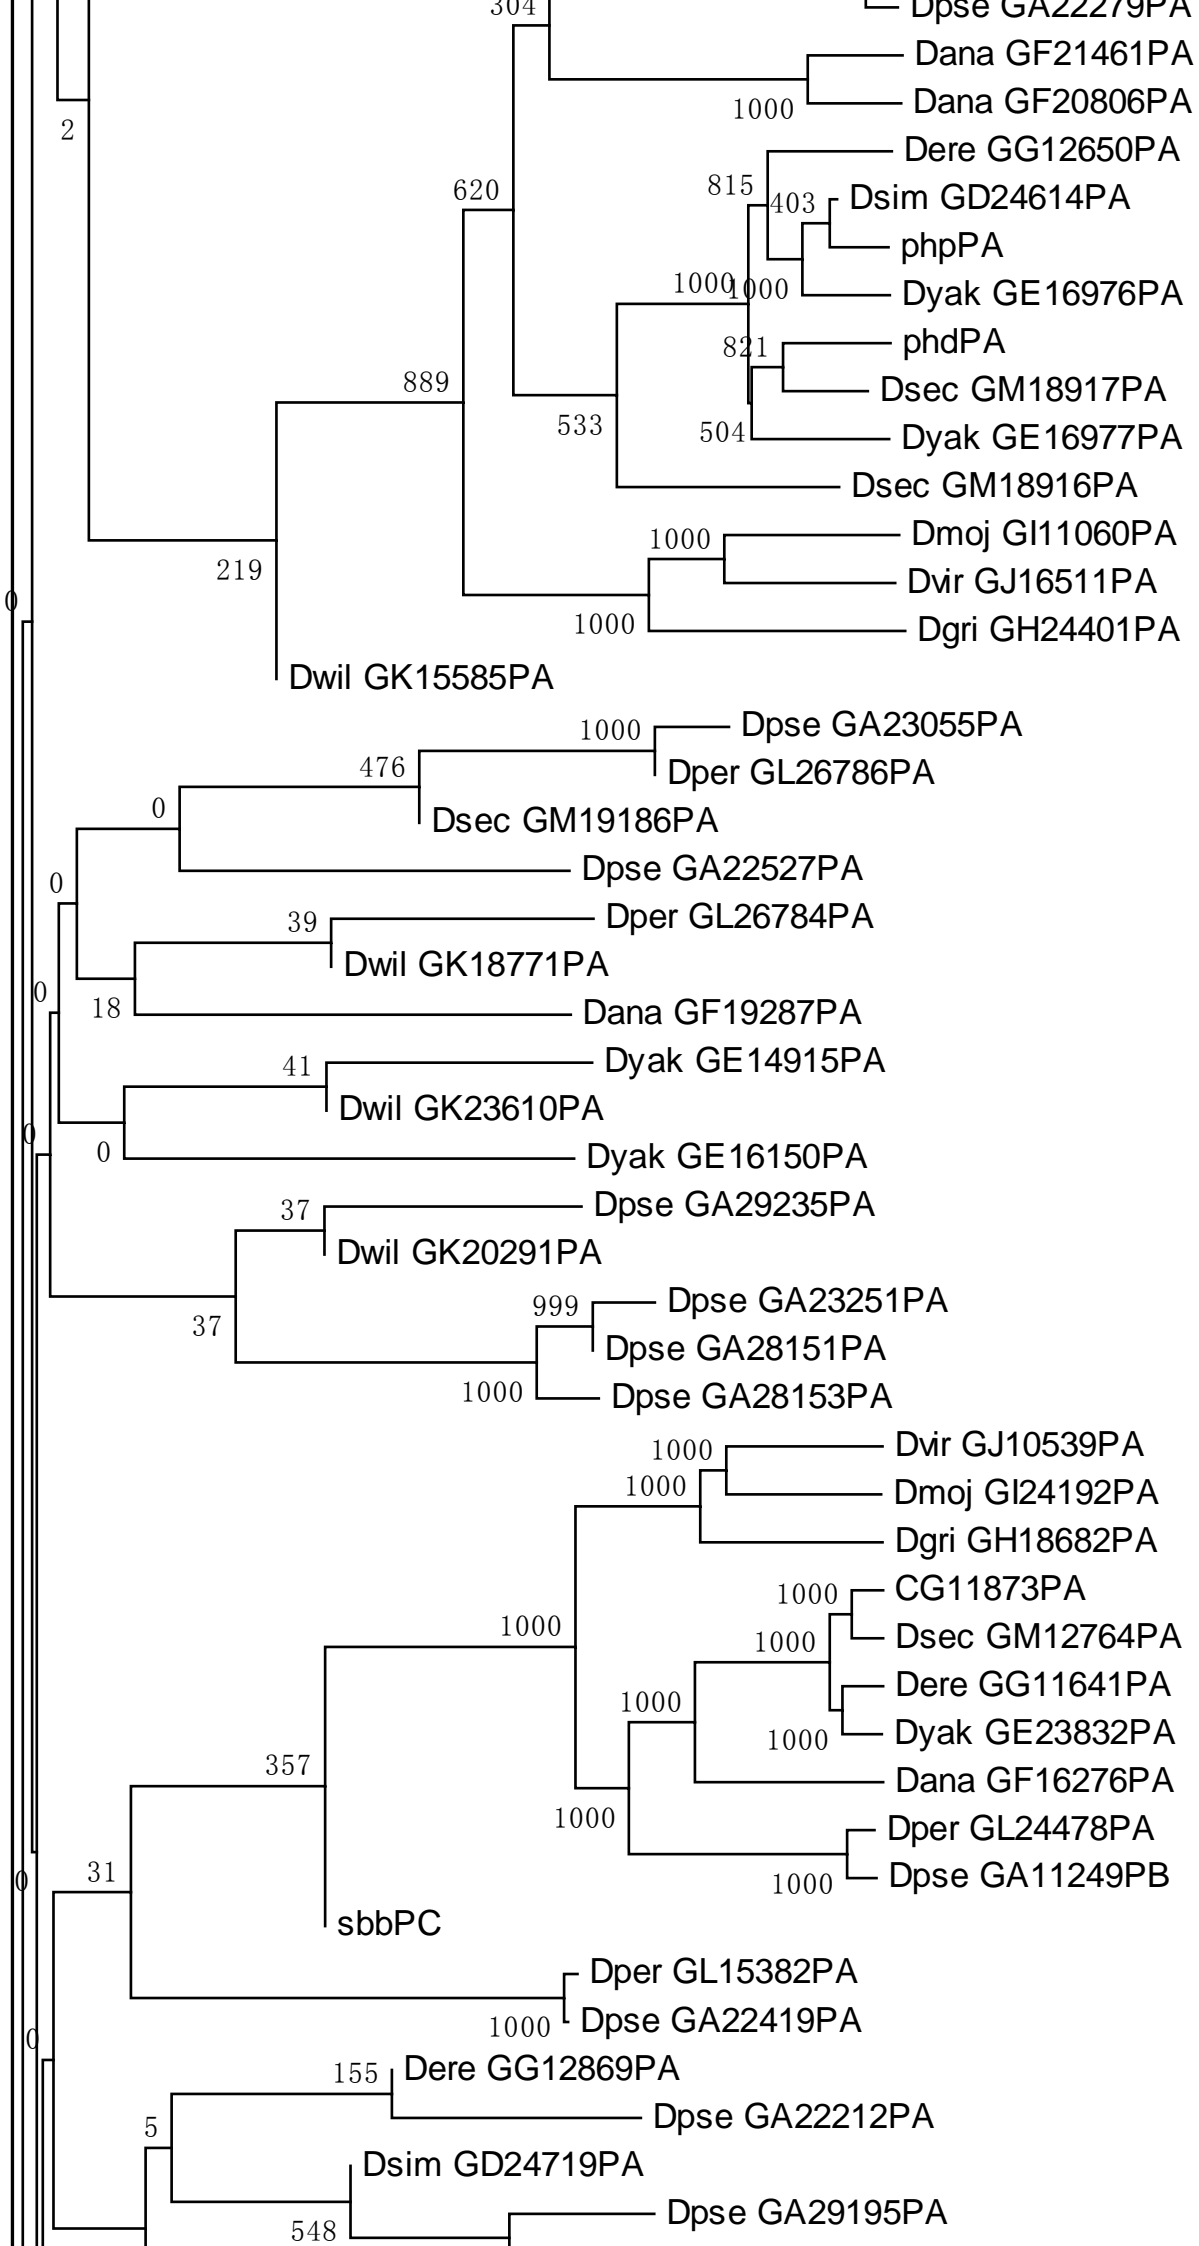 304
Dpse GA22279PA
Dana GF21461PA
1000
Dana GF20806PA
2
Dere GG12650PA
815
620
403
Dsim GD24614PA
phpPA
1000
1000
Dyak GE16976PA
821
phdPA
889
Dsec GM18917PA
533
504
Dyak GE16977PA
Dsec GM18916PA
1000
Dmoj GI11060PA
219
Dvir GJ16511PA
0
1000
Dgri GH24401PA
Dwil GK15585PA
1000
Dpse GA23055PA
476
Dper GL26786PA
0
Dsec GM19186PA
Dpse GA22527PA
0
39
Dper GL26784PA
Dwil GK18771PA
0
18
Dana GF19287PA
41
Dyak GE14915PA
Dwil GK23610PA
0
0
Dyak GE16150PA
37
Dpse GA29235PA
Dwil GK20291PA
37
999
Dpse GA23251PA
Dpse GA28151PA
1000
Dpse GA28153PA
1000
Dvir GJ10539PA
1000
Dmoj GI24192PA
Dgri GH18682PA
1000
CG11873PA
1000
1000
Dsec GM12764PA
1000
Dere GG11641PA
1000
Dyak GE23832PA
357
Dana GF16276PA
1000
Dper GL24478PA
0
31
1000
Dpse GA11249PB
sbbPC
Dper GL15382PA
1000
Dpse GA22419PA
0
155
Dere GG12869PA
5
Dpse GA22212PA
Dsim GD24719PA
548
Dpse GA29195PA